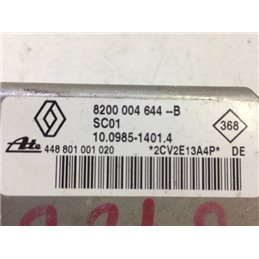 8200 004 644 --B
SC01
368
10.0985-1401.4
Ate 448 801 001 020 *2CV2E13A4P* DE